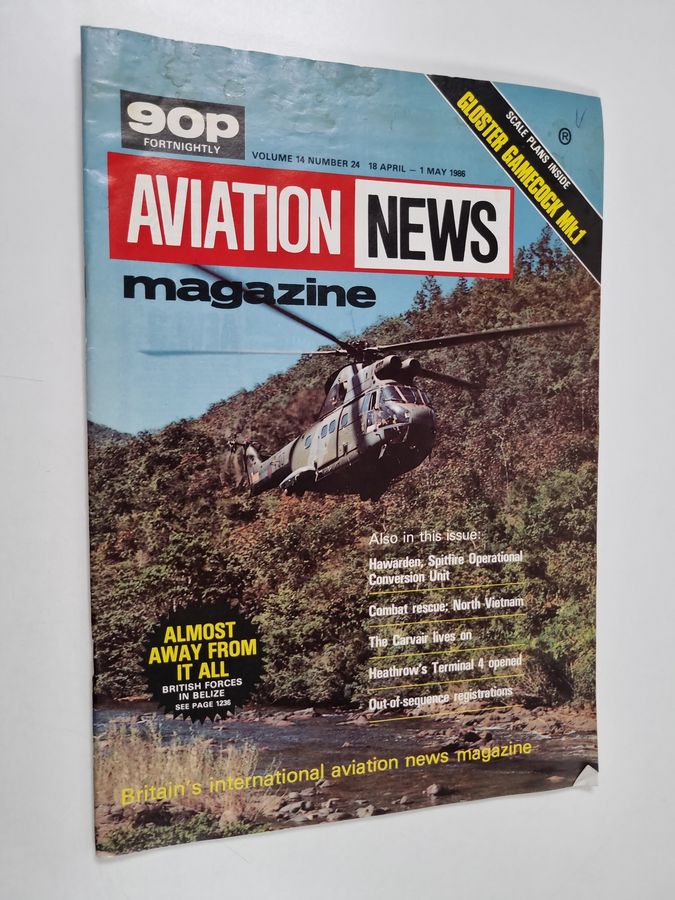 90p
FORTNIGHTLY
VOLUME 14 NUMBER 24 18 APRIL – 1 MAY 1986
SCALE PLANS INSIDE
GLOSTER GAMECOCK Mk.1
®
AVIATION NEWS
magazine
Also in this issue:
Hawarden; Spitfire Operational
Conversion Unit
Combat rescue; North Vietnam
The Carvair lives on
Heathrow's Terminal 4 opened
Out-of-sequence registrations
ALMOST
AWAY FROM
IT ALL
BRITISH FORCES
IN BELIZE
SEE PAGE 1236
Britain's international aviation news magazine